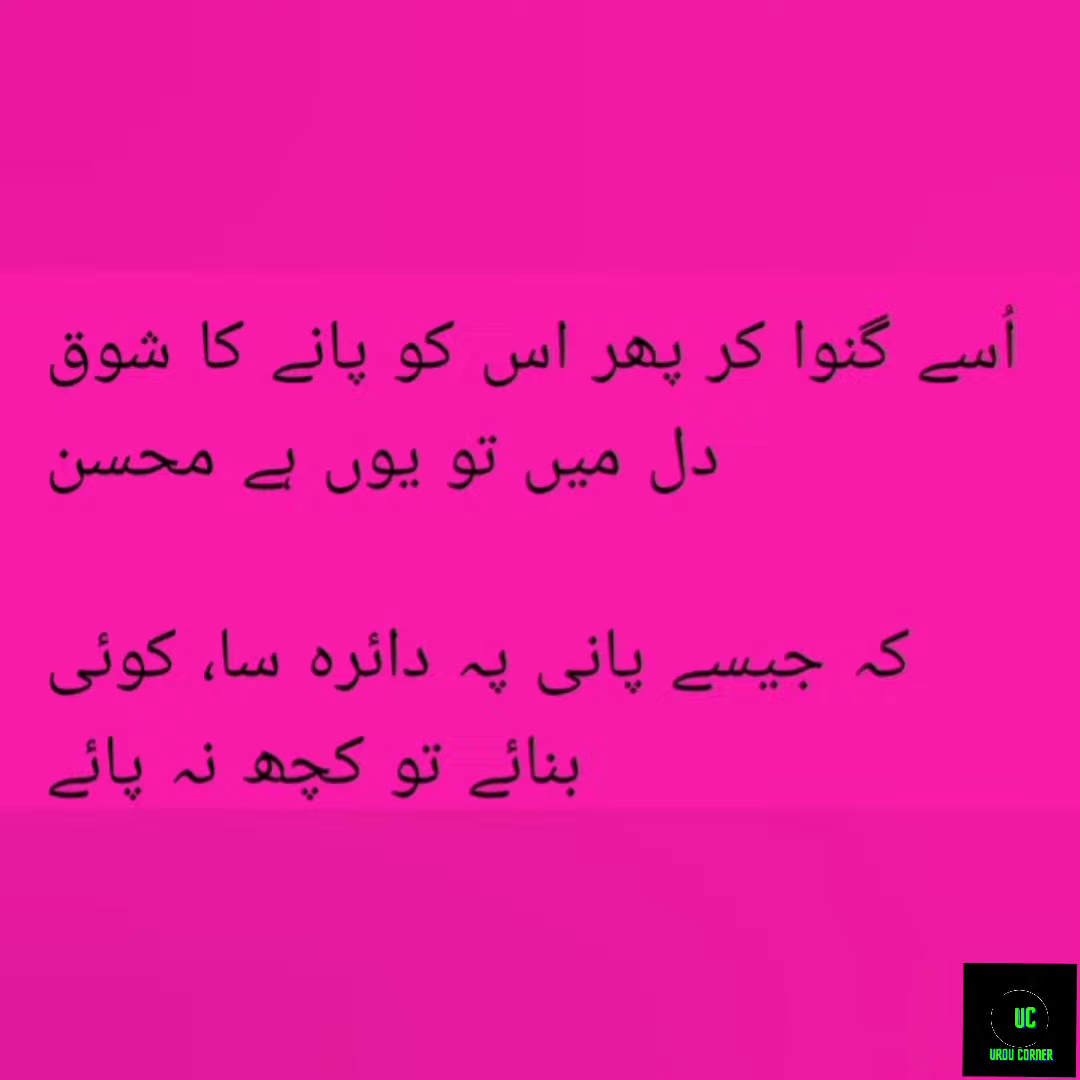 اُسے گنوا کر پھر اس کو پانے کا شوق
دل میں تو یوں ہے محسن
کہ جیسے پانی پہ دائرہ سا، کوئی
بنائے تو کچھ نہ پائے
UC
URDU CORNER